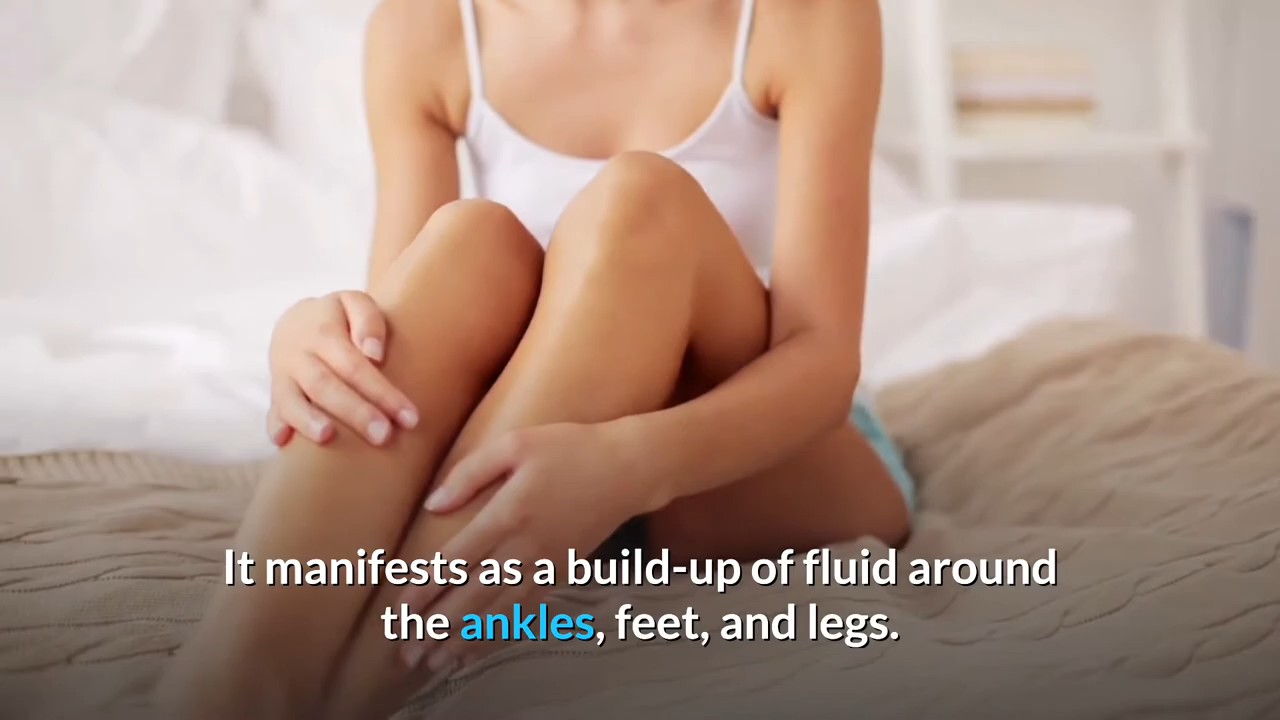 It manifests as a build-up of fluid around
the ankles, feet, and legs.